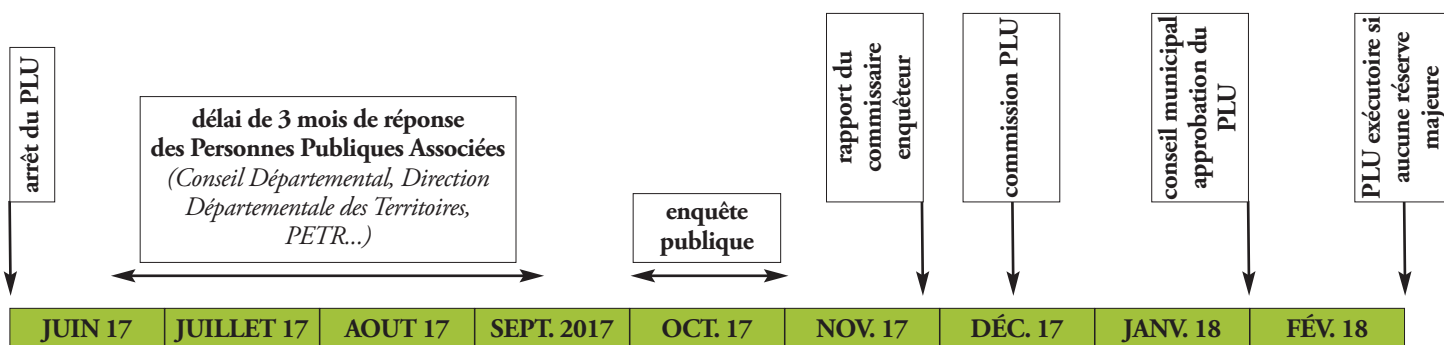 arrêt du PLU
délai de 3 mois de réponse
des Personnes Publiques Associées
(Conseil Départemental, Direction
Départementale des Territoires,
PETR...)
enquête
publique
rapport du
commissaire
enquêteur
commission PLU
conseil municipal
approbation du
PLU
PLU exécutoire si
aucune réserve
majeure
JUIN 17
JUILLET 17
AOUT 17
SEPT. 2017
OCT. 17
NOV. 17
DÉC. 17
JANV. 18
FÉV. 18